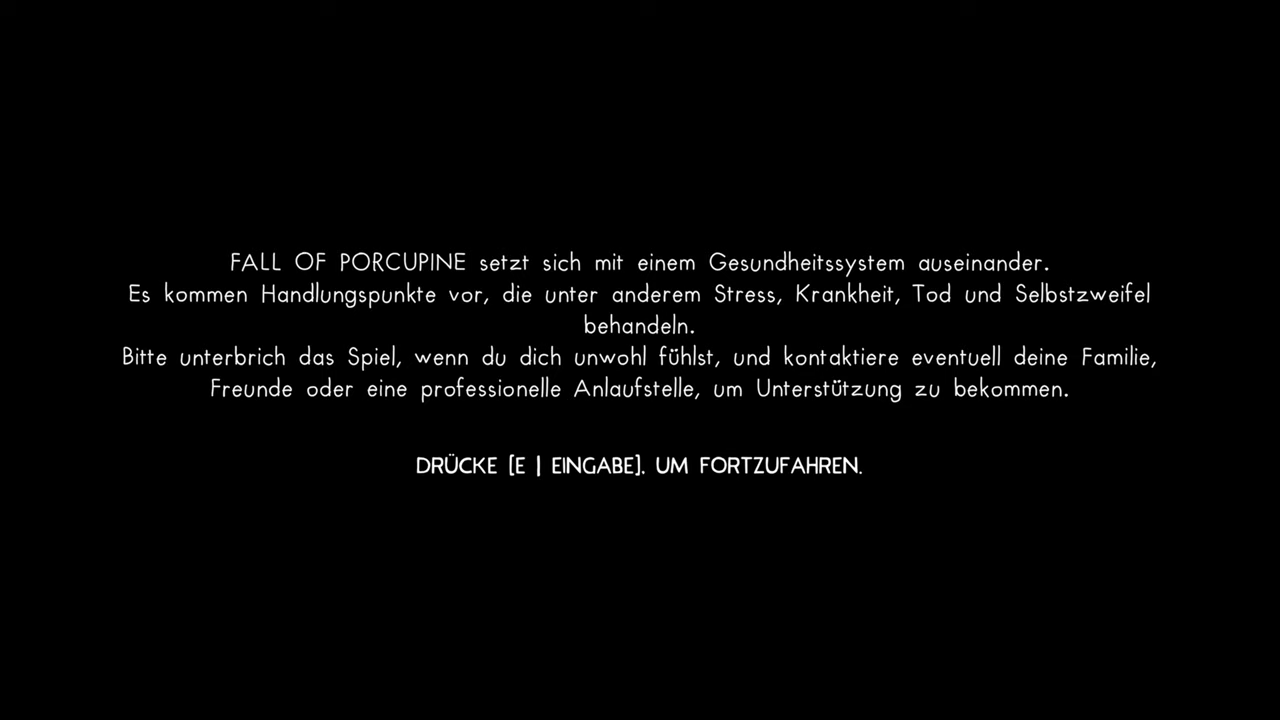 FALL OF PORCUPINE setzt sich mit einem Gesundheitssystem auseinander.
Es kommen Handlungspunkte vor, die unter anderem Stress, Krankheit, Tod und Selbstzweifel
behandeln.
Bitte unterbrich das Spiel, wenn du dich unwohl fühlst, und kontaktiere eventuell deine Familie,
Freunde oder eine professionelle Anlaufstelle, um Unterstützung zu bekommen.
DRÜCKE [E | EINGABE]. UM FORTZUFAHREN.